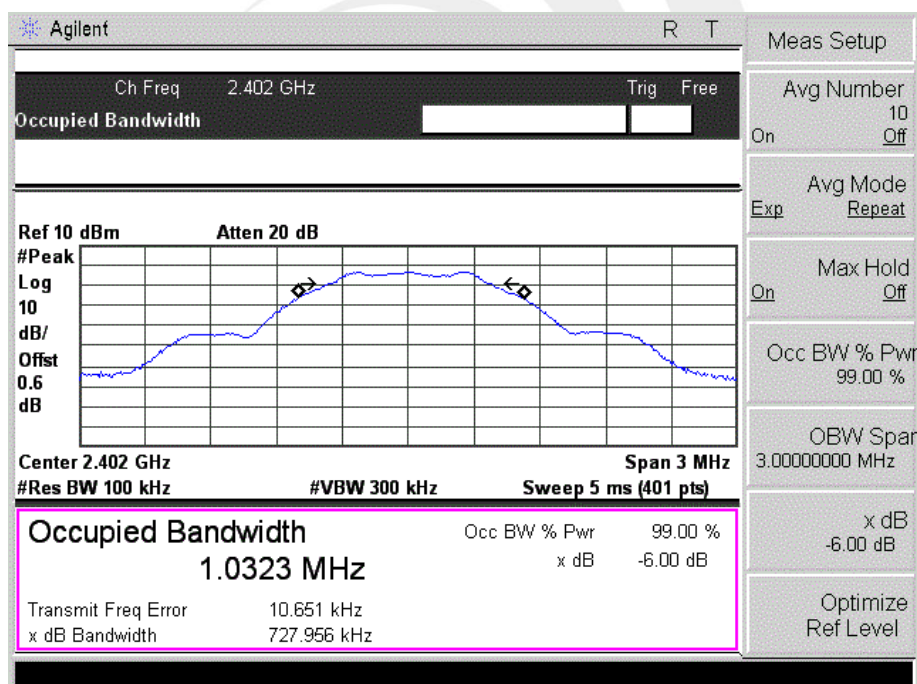 Agilent R T
Ch Freq 2.402 GHz Trig Free
Occupied Bandwidth
Ref 10 dBm Atten 20 dB
#Peak
Log
10
dB/
Offst
0.6
dB
Center 2.402 GHz Span 3 MHz
#Res BW 100 kHz #VBW 300 kHz Sweep 5 ms (401 pts)
Occupied Bandwidth
1.0323 MHz
Occ BW % Pwr 99.00 %
x dB -6.00 dB
Transmit Freq Error 10.651 kHz
x dB Bandwidth 727.956 kHz
Meas Setup
Avg Number
10
On Off
Avg Mode
Exp Repeat
Max Hold
On Off
Occ BW % Pwr
99.00 %
OBW Span
3.00000000 MHz
x dB
-6.00 dB
Optimize
Ref Level